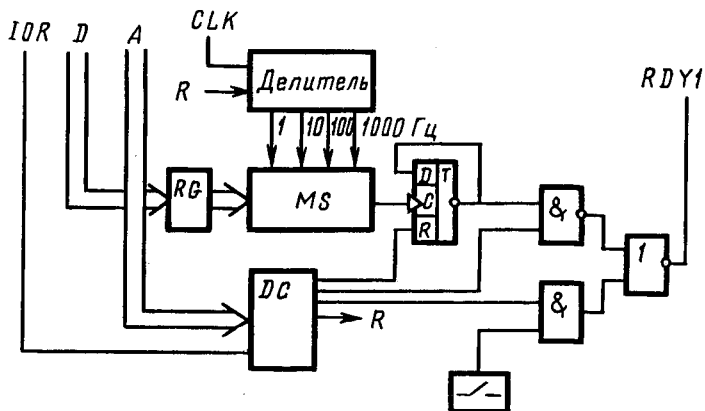 IOR D A CLK
R Делитель
RDY1
1 10 100 1000 Гц
RG MS
D T
C
R
&
1
DC
R
&